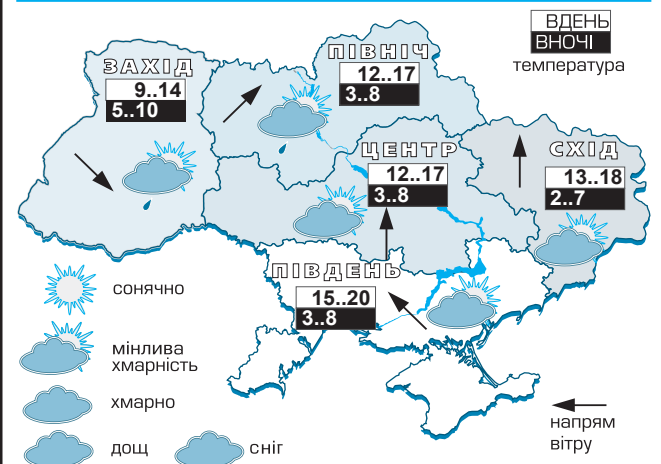 ВДЕНЬ
ВНОЧІ
температура
ПІВНІЧ
12..17
3..8
ЗАХІД
9..14
5..10
ЦЕНТР
12..17
3..8
СХІД
13..18
2..7
ПІВДЕНЬ
15..20
3..8
сонячно
мінлива
хмарність
хмарно
дощ
сніг
напрям
вітру